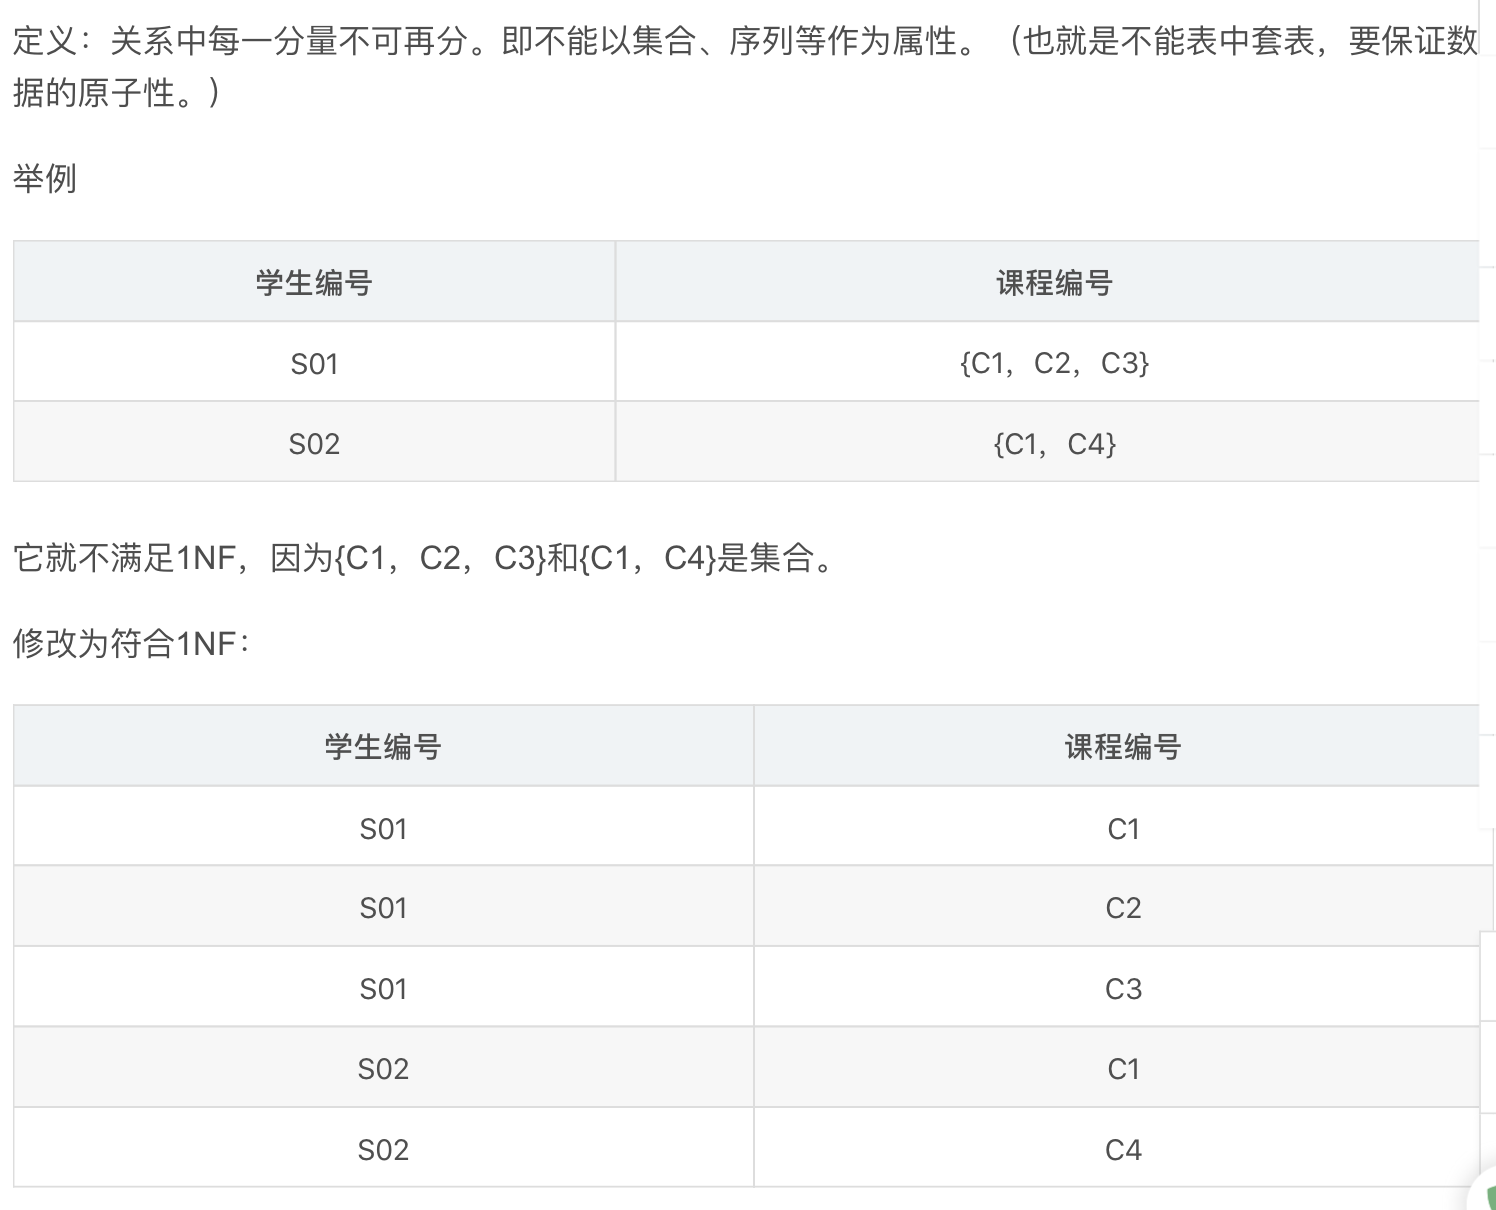 定义：关系中每一分量不可再分。即不能以集合、序列等作为属性。（也就是不能表中套表，要保证数
据的原子性。）
举例
学生编号 课程编号
S01 {C1，C2，C3}
S02 {C1，C4}
它就不满足1NF，因为{C1，C2，C3}和{C1，C4}是集合。
修改为符合1NF：
学生编号 课程编号
S01 C1
S01 C2
S01 C3
S02 C1
S02 C4